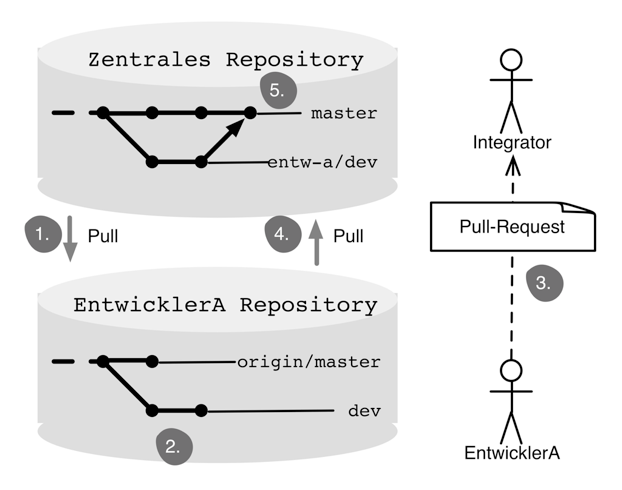 Zentrales Repository
5.
master
entw-a/dev
1.
Pull
4.
Pull
EntwicklerA Repository
origin/master
dev
2.
Integrator
Pull-Request
3.
EntwicklerA